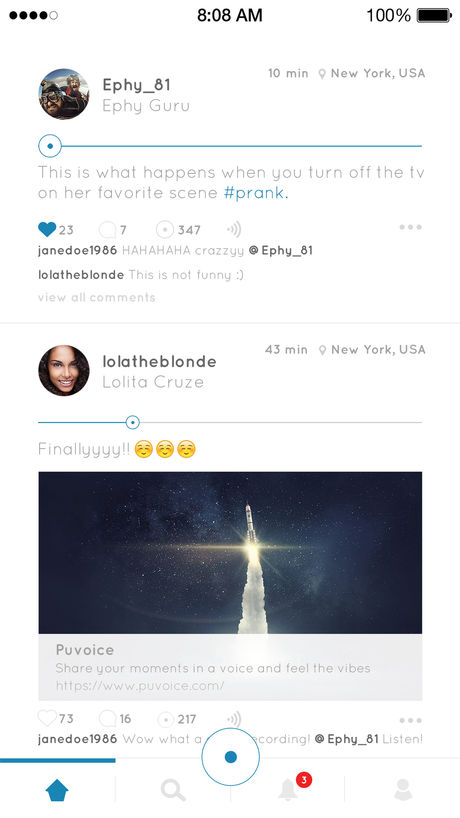 8:08 AM
100%
10 min New York, USA
Ephy_81
Ephy Guru
This is what happens when you turn off the tv
on her favorite scene #prank.
23 7 347
janedoe1986 HAHAHAHA crazzyy @Ephy_81
lolatheblonde This is not funny :)
view all comments
43 min New York, USA
lolatheblonde
Lolita Cruze
Finallyyyy!! ☺️☺️☺️
Puvoice
Share your moments in a voice and feel the vibes
https://www.puvoice.com/
73 16 217
janedoe1986 Wow what a ecording! @Ephy_81 Listen!
3